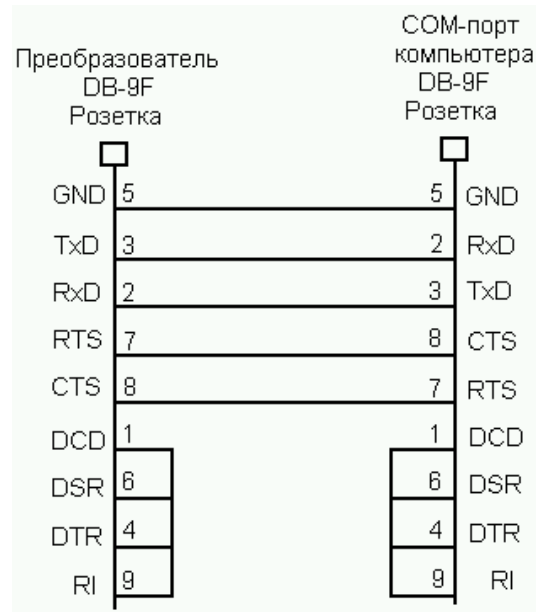 COM-порт
компьютера
DB-9F
Розетка
Преобразователь
DB-9F
Розетка
GND 5 5 GND
TxD 3 2 RxD
RxD 2 3 TxD
RTS 7 8 CTS
CTS 8 7 RTS
DCD 1 1 DCD
DSR 6 6 DSR
DTR 4 4 DTR
RI 9 9 RI